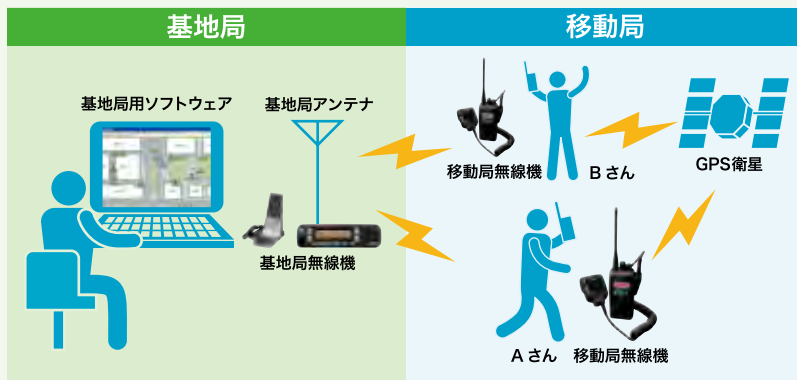 基地局
移動局
基地局用ソフトウェア
基地局アンテナ
基地局無線機
移動局無線機
Bさん
GPS衛星
Aさん
移動局無線機